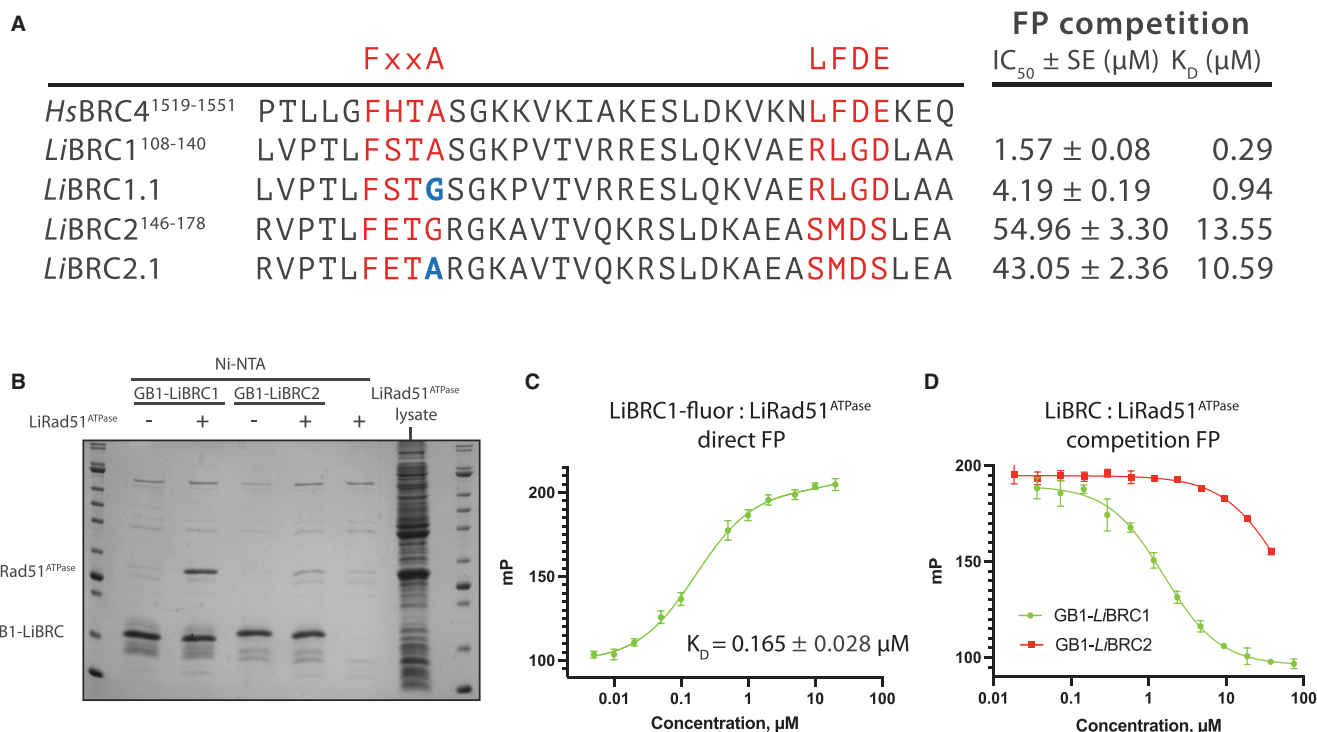 A
FP competition
FxxA LFDE IC50 ± SE (µM) KD (µM)
HsBRC4 1519-1551 PTLLGFHTASGKKVKIAKESLDKVKNLFDEKEQ
LiBRC1 108-140 LVPTLFSTASGKPVTVRRESLQKVAERLGDLAA 1.57 ± 0.08 0.29
LiBRC1.1 LVPTLFSTGSGKPVTVRRESLQKVAERLGDLAA 4.19 ± 0.19 0.94
LiBRC2 146-178 RVPTLFETGRGKAVTVQKRSLDKAEASMDSLEA 54.96 ± 3.30 13.55
LiBRC2.1 RVPTLFETARGKAVTVQKRSLDKAEASMDSLEA 43.05 ± 2.36 10.59
B
Ni-NTA
GB1-LiBRC1 GB1-LiBRC2 LiRad51ATPase
lysate
LiRad51ATPase - + - + +
Rad51ATPase
B1-LiBRC
C
LiBRC1-fluor : LiRad51ATPase
direct FP
mP
200
150
100
KD = 0.165 ± 0.028 µM
0.01 0.1 1 10 100
Concentration, µM
D
LiBRC : LiRad51ATPase
competition FP
mP
200
150
100
GB1-LiBRC1
GB1-LiBRC2
0.01 0.1 1 10 100
Concentration, µM